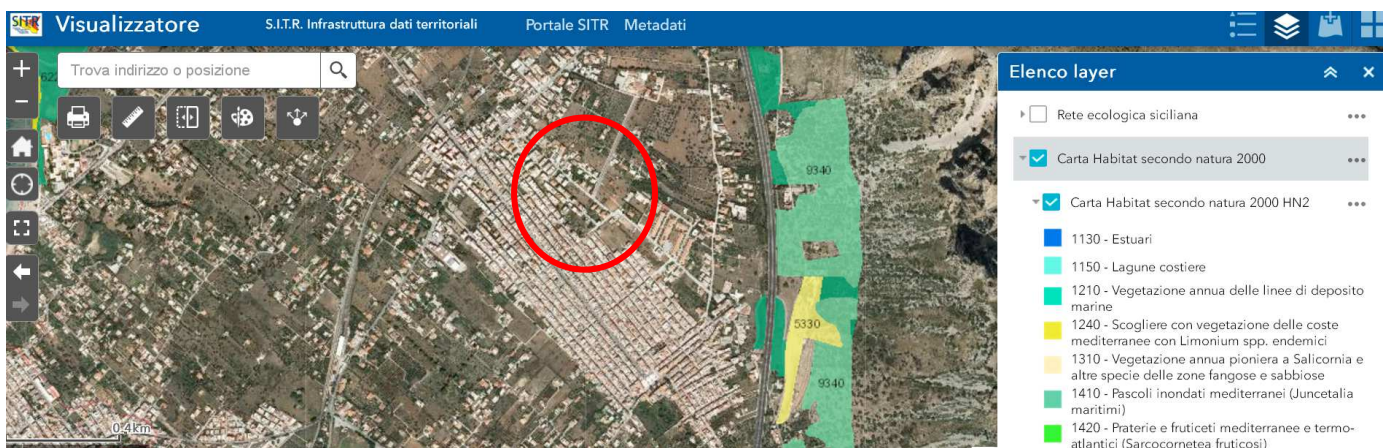 SITR Visualizzatore S.I.T.R. Infrastruttura dati territoriali Portale SITR Metadati
+
Trova indirizzo o posizione
−
Elenco layer
Rete ecologica siciliana
Carta Habitat secondo natura 2000
Carta Habitat secondo natura 2000 HN2
1130 - Estuari
1150 - Lagune costiere
1210 - Vegetazione annua delle linee di deposito
marine
1240 - Scogliere con vegetazione delle coste
mediterranee con Limonium spp. endemici
1310 - Vegetazione annua pioniera a Salicornia e
altre specie delle zone fangose e sabbiose
1410 - Pascoli inondati mediterranei (Juncetalia
maritimi)
1420 - Praterie e fruticeti mediterranee e termo-
atlantici (Sarcocornetea fruticosi)
9340
5330
9340
0.4km